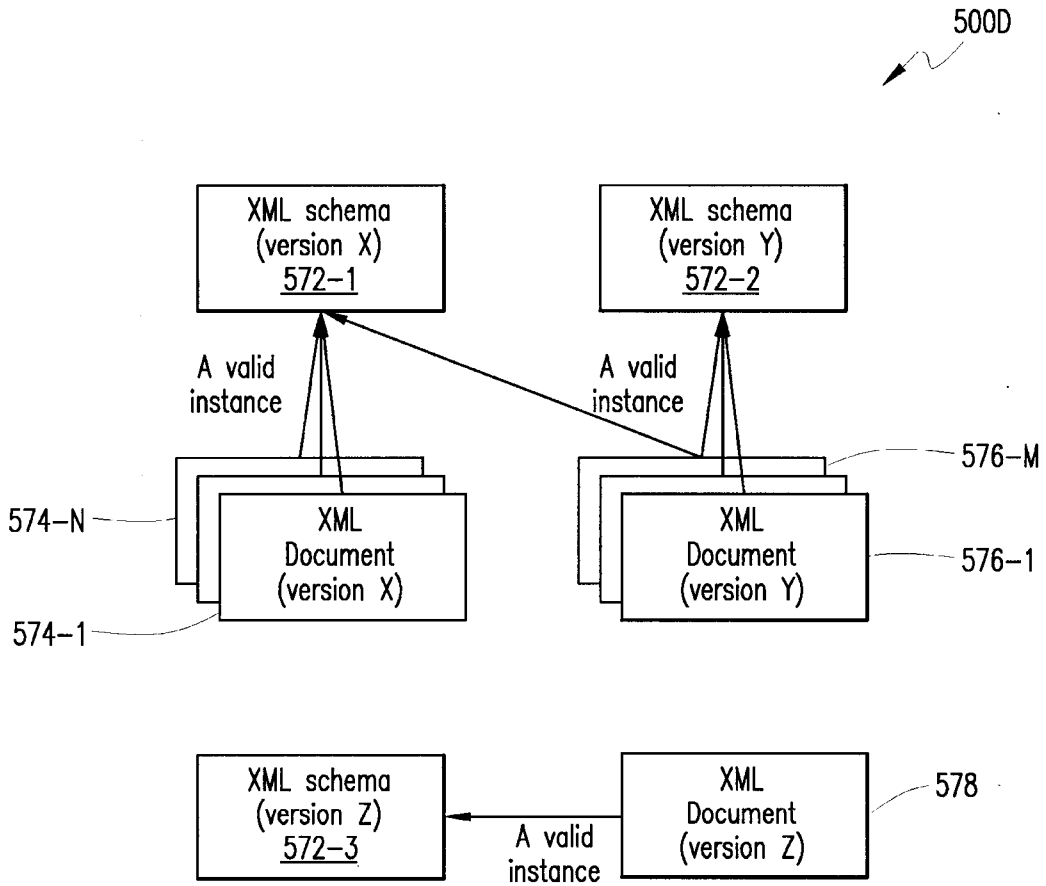 500D
XML schema
(version X)
572-1
XML schema
(version Y)
572-2
A valid
instance
A valid
instance
576-M
574-N
XML
Document
(version X)
XML
Document
(version Y)
576-1
574-1
XML schema
(version Z)
572-3
A valid
instance
XML
Document
(version Z)
578